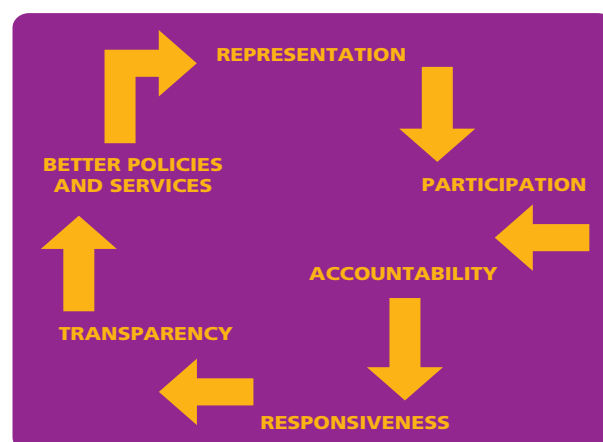 REPRESENTATION
PARTICIPATION
ACCOUNTABILITY
RESPONSIVENESS
TRANSPARENCY
BETTER POLICIES
AND SERVICES